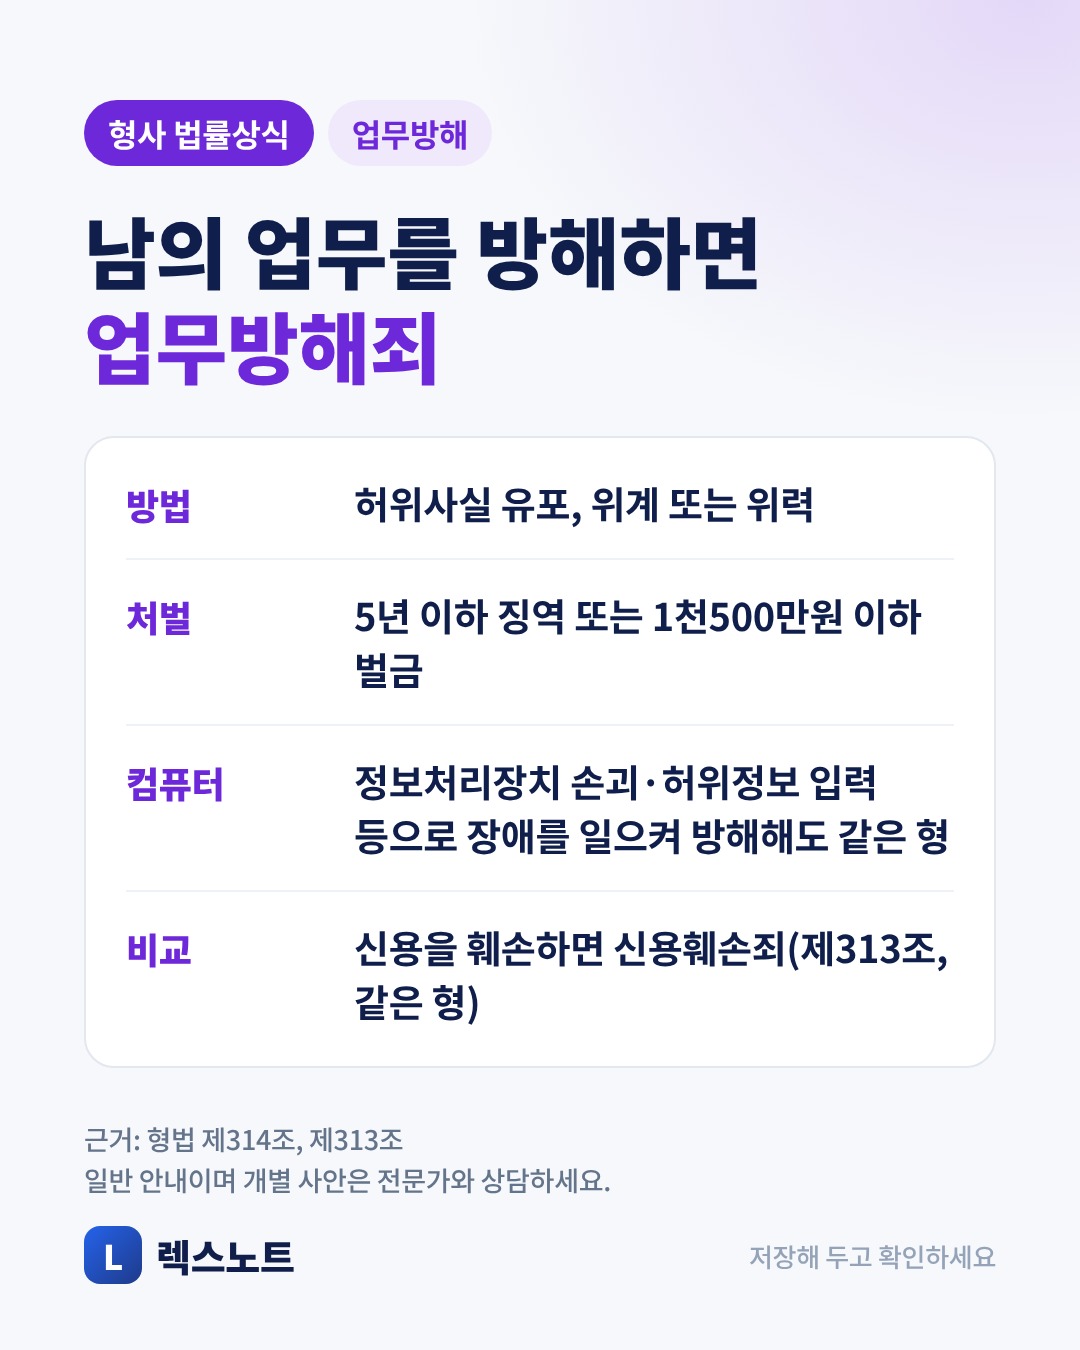 형사 법률상식
업무방해
남의 업무를 방해하면
업무방해죄
방법
허위사실 유포, 위계 또는 위력
처벌
5년 이하 징역 또는 1천500만원 이하
벌금
컴퓨터
정보처리장치 손괴·허위정보 입력
등으로 장애를 일으켜 방해해도 같은 형
비교
신용을 훼손하면 신용훼손죄(제313조,
같은 형)
근거: 형법 제314조, 제313조
일반 안내이며 개별 사안은 전문가와 상담하세요.
L 렉스노트
저장해 두고 확인하세요